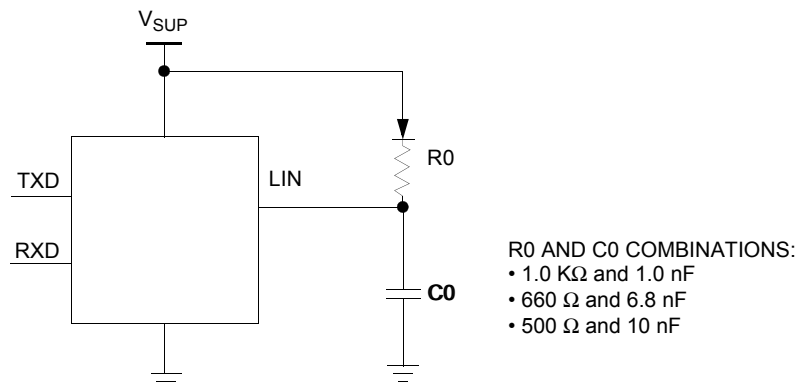 V_SUP
R0
LIN
TXD
RXD
C0
R0 AND C0 COMBINATIONS:
• 1.0 KΩ and 1.0 nF
• 660 Ω and 6.8 nF
• 500 Ω and 10 nF